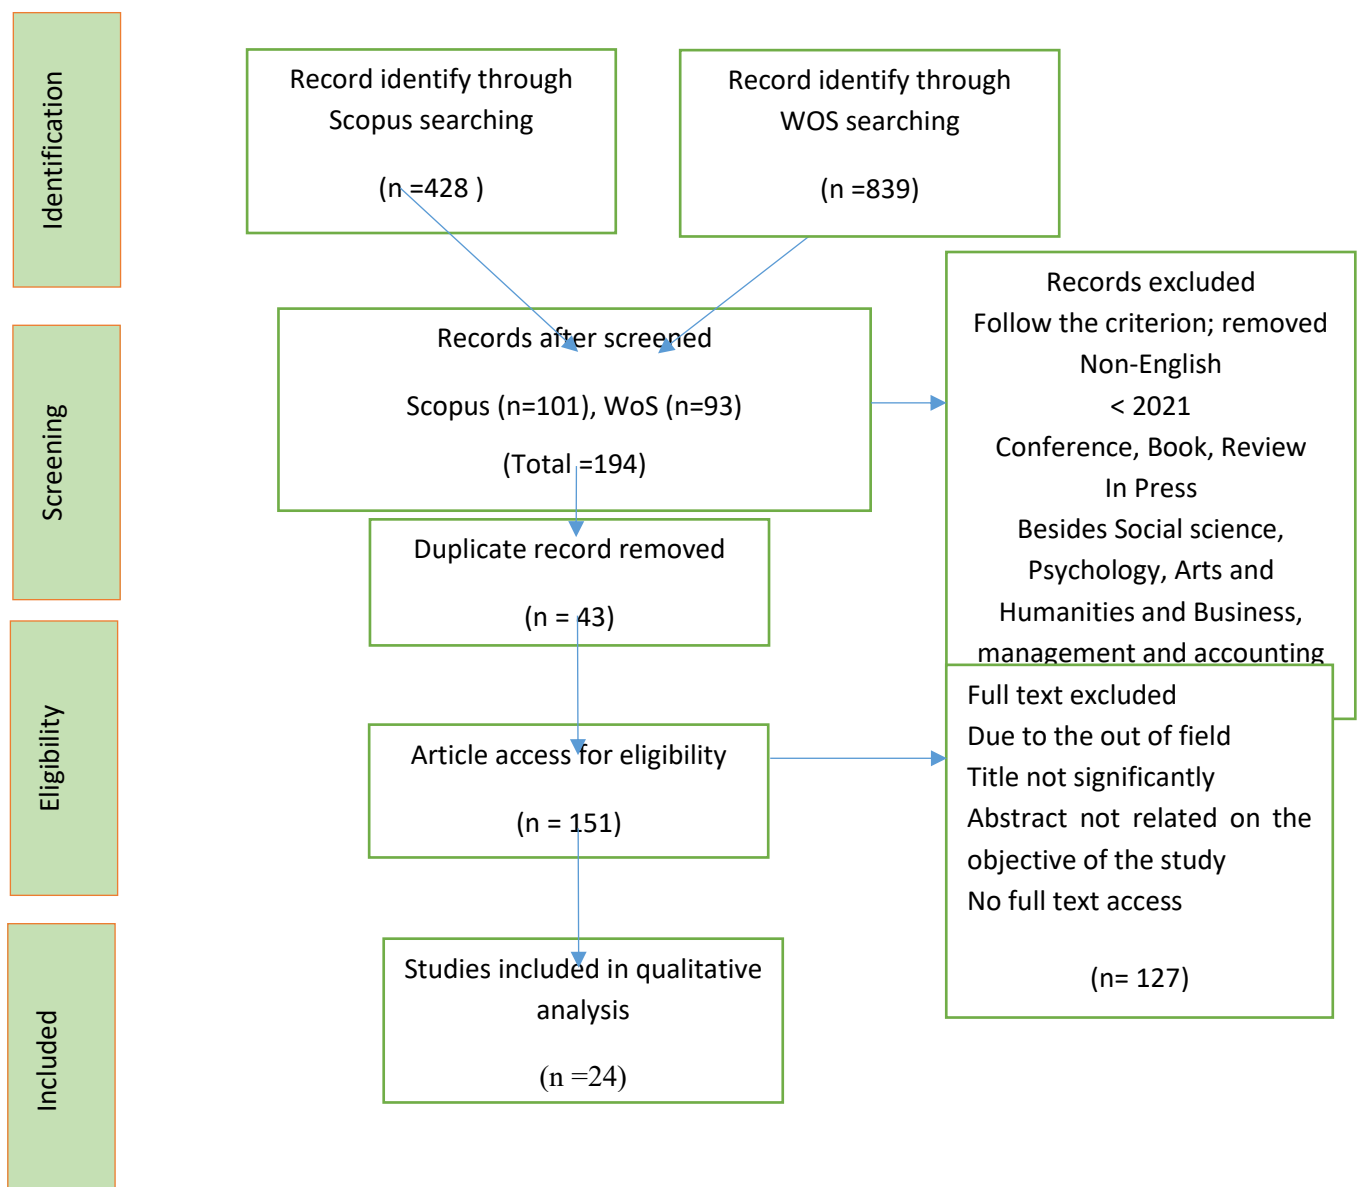 Identification
Record identify through
Scopus searching
(n =428 )
Record identify through
WOS searching
(n =839)
Screening
Records after screened
Scopus (n=101), WoS (n=93)
(Total =194)
Records excluded
Follow the criterion; removed
Non-English
< 2021
Conference, Book, Review
In Press
Besides Social science,
Psychology, Arts and
Humanities and Business,
management and accounting
Duplicate record removed
(n = 43)
Eligibility
Article access for eligibility
(n = 151)
Full text excluded
Due to the out of field
Title not significantly
Abstract not related on the
objective of the study
No full text access
(n= 127)
Included
Studies included in qualitative
analysis
(n =24)